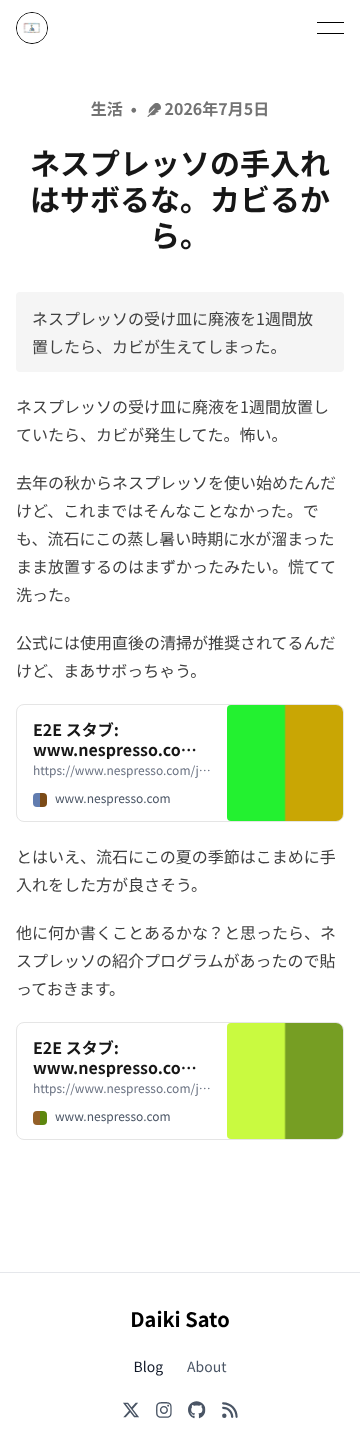 生活 • 2026年7月5日
ネスプレッソの手入れ
はサボるな。カビるか
ら。
ネスプレッソの受け皿に廃液を1週間放
置したら、カビが生えてしまった。
ネスプレッソの受け皿に廃液を1週間放置し
ていたら、カビが発生してた。怖い。
去年の秋からネスプレッソを使い始めたんだ
けど、これまではそんなことなかった。で
も、流石にこの蒸し暑い時期に水が溜まった
まま放置するのはまずかったみたい。慌てて
洗った。
公式には使用直後の清掃が推奨されてるんだ
けど、まあサボっちゃう。
E2E スタブ:
www.nespresso.co…
https://www.nespresso.com/j…
www.nespresso.com
とはいえ、流石にこの夏の季節はこまめに手
入れをした方が良さそう。
他に何か書くことあるかな？と思ったら、ネ
スプレッソの紹介プログラムがあったので貼
っておきます。
E2E スタブ:
www.nespresso.co…
https://www.nespresso.com/j…
www.nespresso.com
Daiki Sato
Blog About